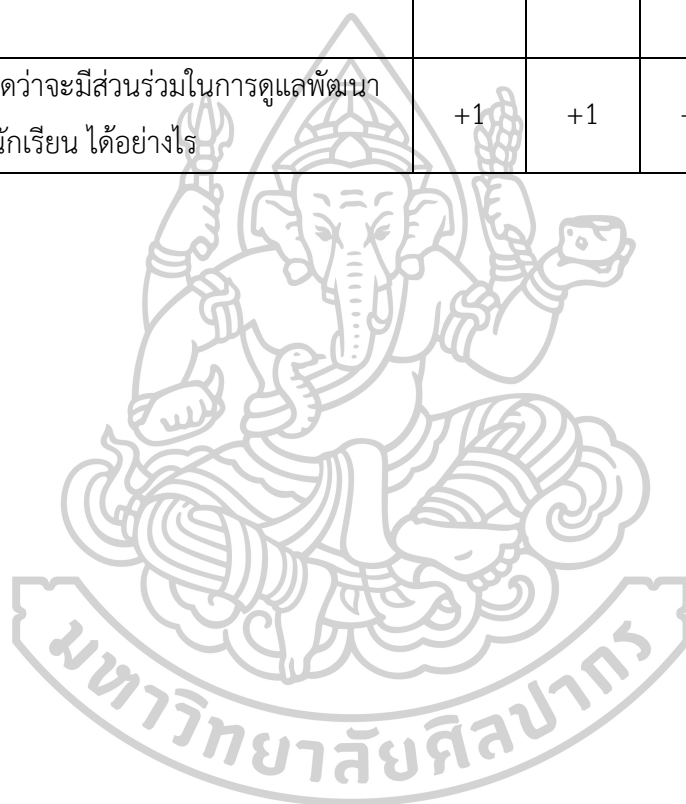 ดว่าจะมีส่วนร่วมในการดูแลพัฒนา +1 +1
นักเรียน ได้อย่างไร
มหาวิทยาลัยศิลปากร